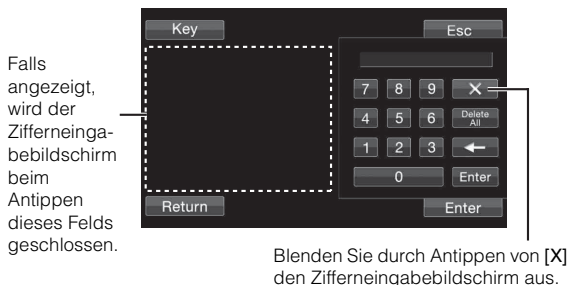 Key
Esc
Falls
angezeigt,
wird der
Zifferneinga-
bebildschirm
beim
Antippen
dieses Felds
geschlossen.
7 8 9 X
4 5 6 Delete All
1 2 3 ←
0 Enter
Return
Enter
Blenden Sie durch Antippen von [X]
den Zifferneingabebildschirm aus.